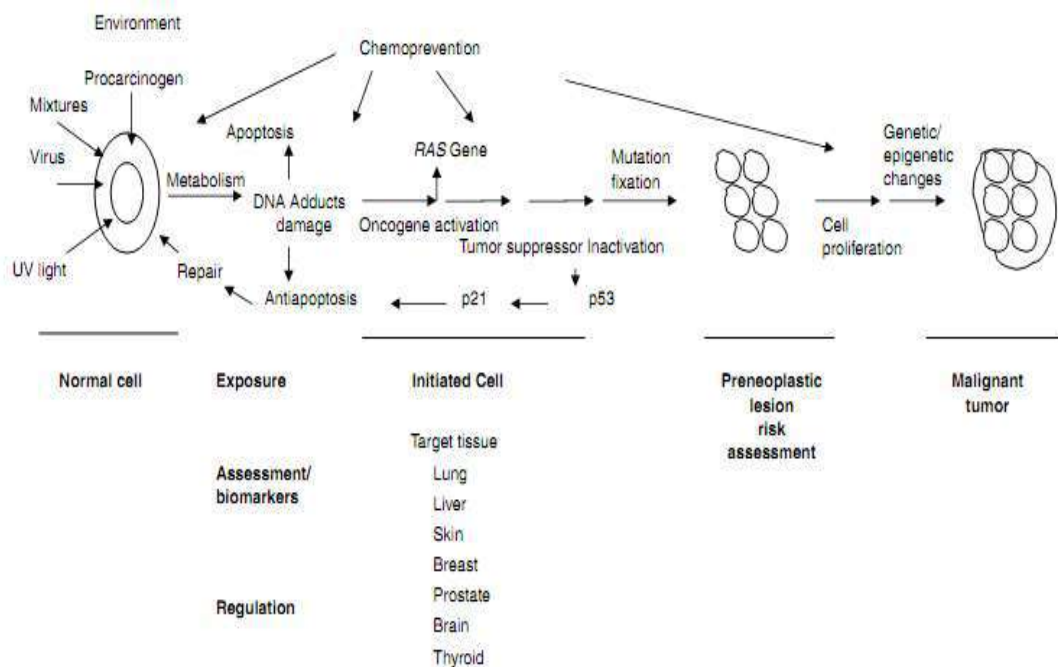 Environment
Chemoprevention
Procarcinogen
Mixtures
Apoptosis
RAS Gene
Genetic/
epigenetic
changes
Virus
Metabolism
Mutation
fixation
DNA Adducts
damage
Oncogene activation
Tumor suppressor Inactivation
Cell
proliferation
UV light
Repair
Antiapoptosis
p21
p53
Normal cell
Exposure
Initiated Cell
Preneoplastic
lesion
risk
assessment
Malignant
tumor
Target tissue
Assessment/
biomarkers
Lung
Liver
Skin
Breast
Prostate
Regulation
Brain
Thyroid